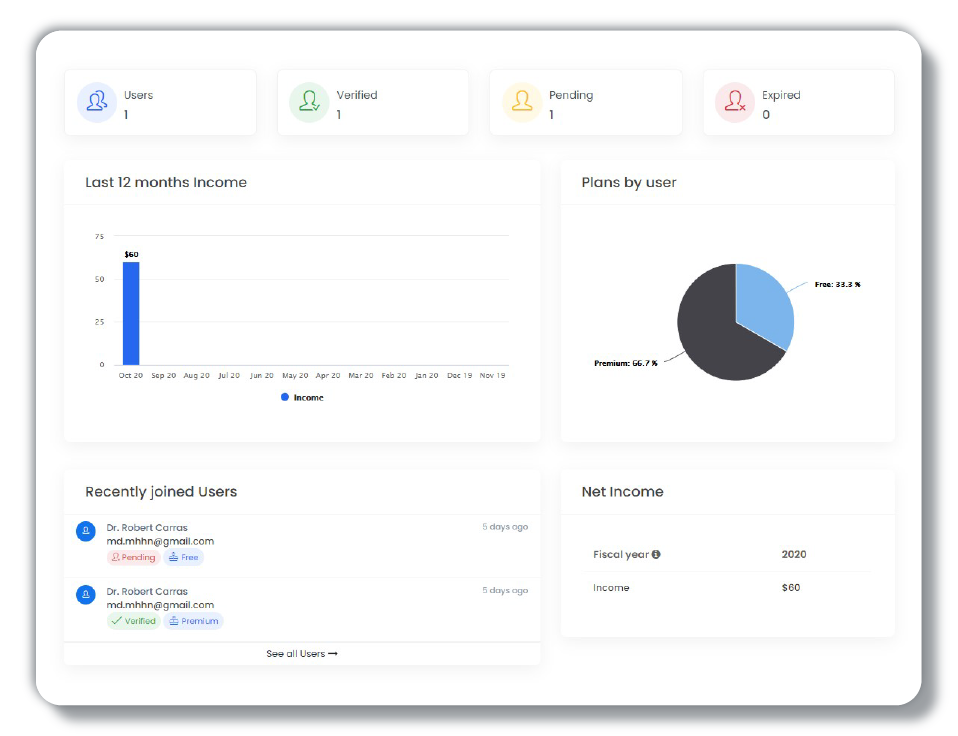 Users
1
Verified
1
Pending
1
Expired
0
Last 12 months Income
75
50
25
0
$60
Oct 20 Sep 20 Aug 20 Jul 20 Jun 20 May 20 Apr 20 Mar 20 Feb 20 Jan 20 Dec 19 Nov 19
Income
Plans by user
Free: 33.3 %
Premium: 66.7 %
Recently joined Users
Dr. Robert Carras 5 days ago
md.mhhn@gmail.com
Pending Free
Dr. Robert Carras 5 days ago
md.mhhn@gmail.com
Verified Premium
See all Users →
Net Income
Fiscal year 2020
Income $60